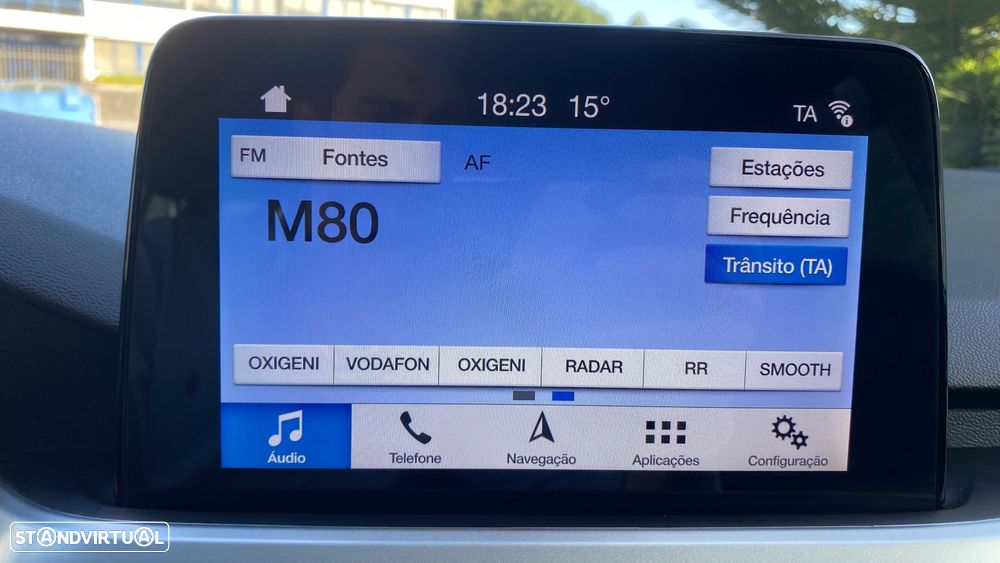 18:23 15° TA
FM Fontes AF Estações
M80
Frequência
Trânsito (TA)
OXIGENI VODAFON OXIGENI RADAR RR SMOOTH
Áudio Telefone Navegação Aplicações Configuração
STANDVIRTUAL